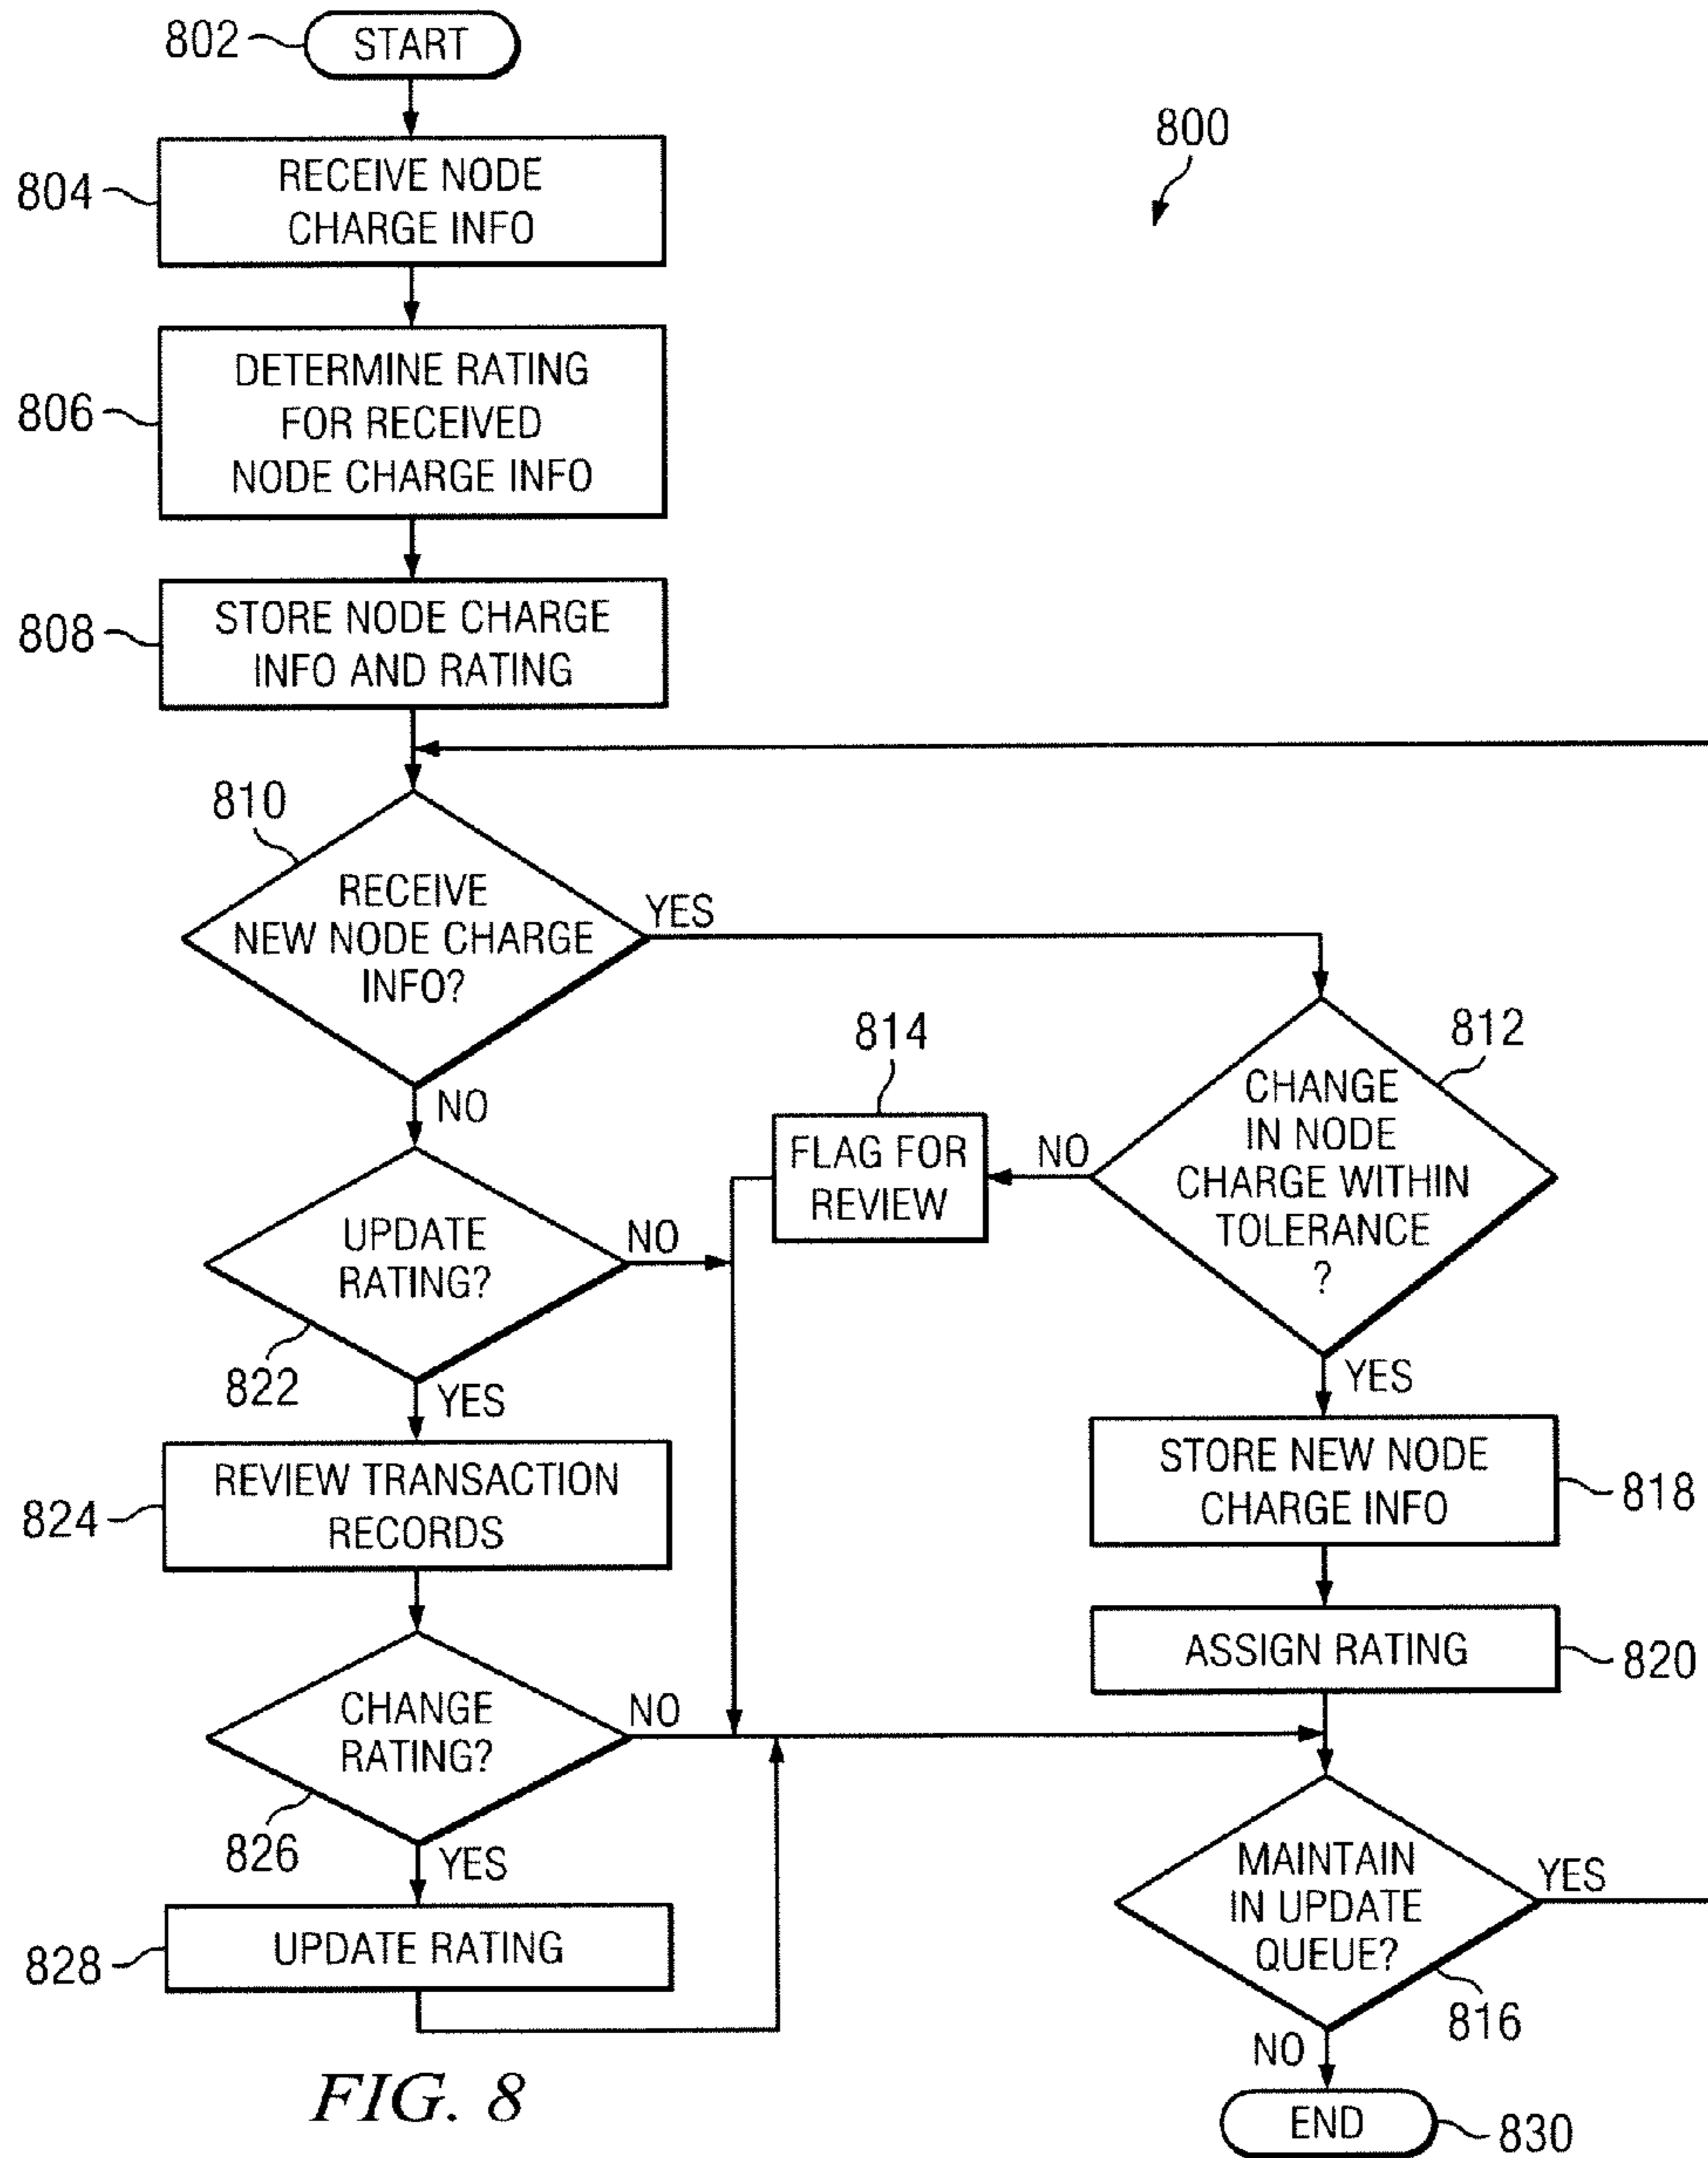 802
START
800
804
RECEIVE NODE
CHARGE INFO
806
DETERMINE RATING
FOR RECEIVED
NODE CHARGE INFO
808
STORE NODE CHARGE
INFO AND RATING
810
RECEIVE
NEW NODE CHARGE
INFO?
YES
NO
812
CHANGE
IN NODE
CHARGE WITHIN
TOLERANCE
?
NO
YES
814
FLAG FOR
REVIEW
822
UPDATE
RATING?
NO
YES
818
STORE NEW NODE
CHARGE INFO
824
REVIEW TRANSACTION
RECORDS
820
ASSIGN RATING
826
CHANGE
RATING?
NO
YES
828
UPDATE RATING
816
MAINTAIN
IN UPDATE
QUEUE?
YES
NO
END
830
FIG. 8